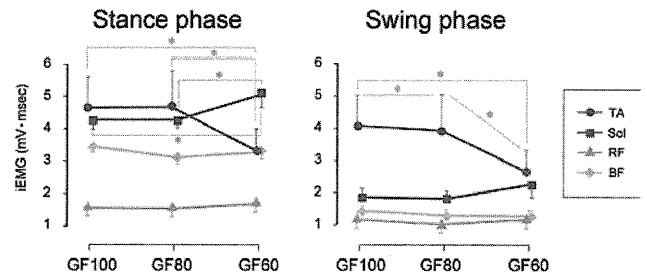 Stance phase
Swing phase
iEMG (mV·msec)
6
5
4
3
2
1
GF100 GF80 GF60
6
5
4
3
2
1
GF100 GF80 GF60
TA
Sol
RF
BF
* * * *
* * *